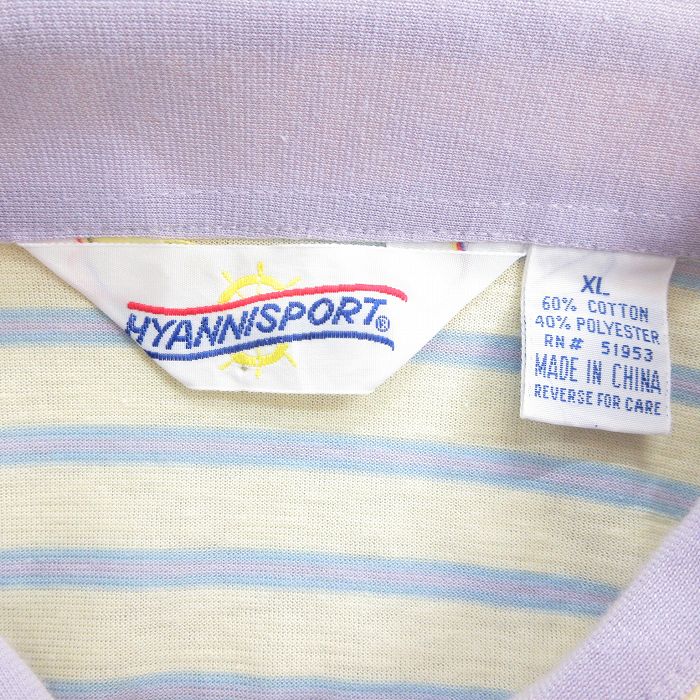 HYANNISPORT®
XL
60% COTTON
40% POLYESTER
RN# 51953
MADE IN CHINA
REVERSE FOR CARE